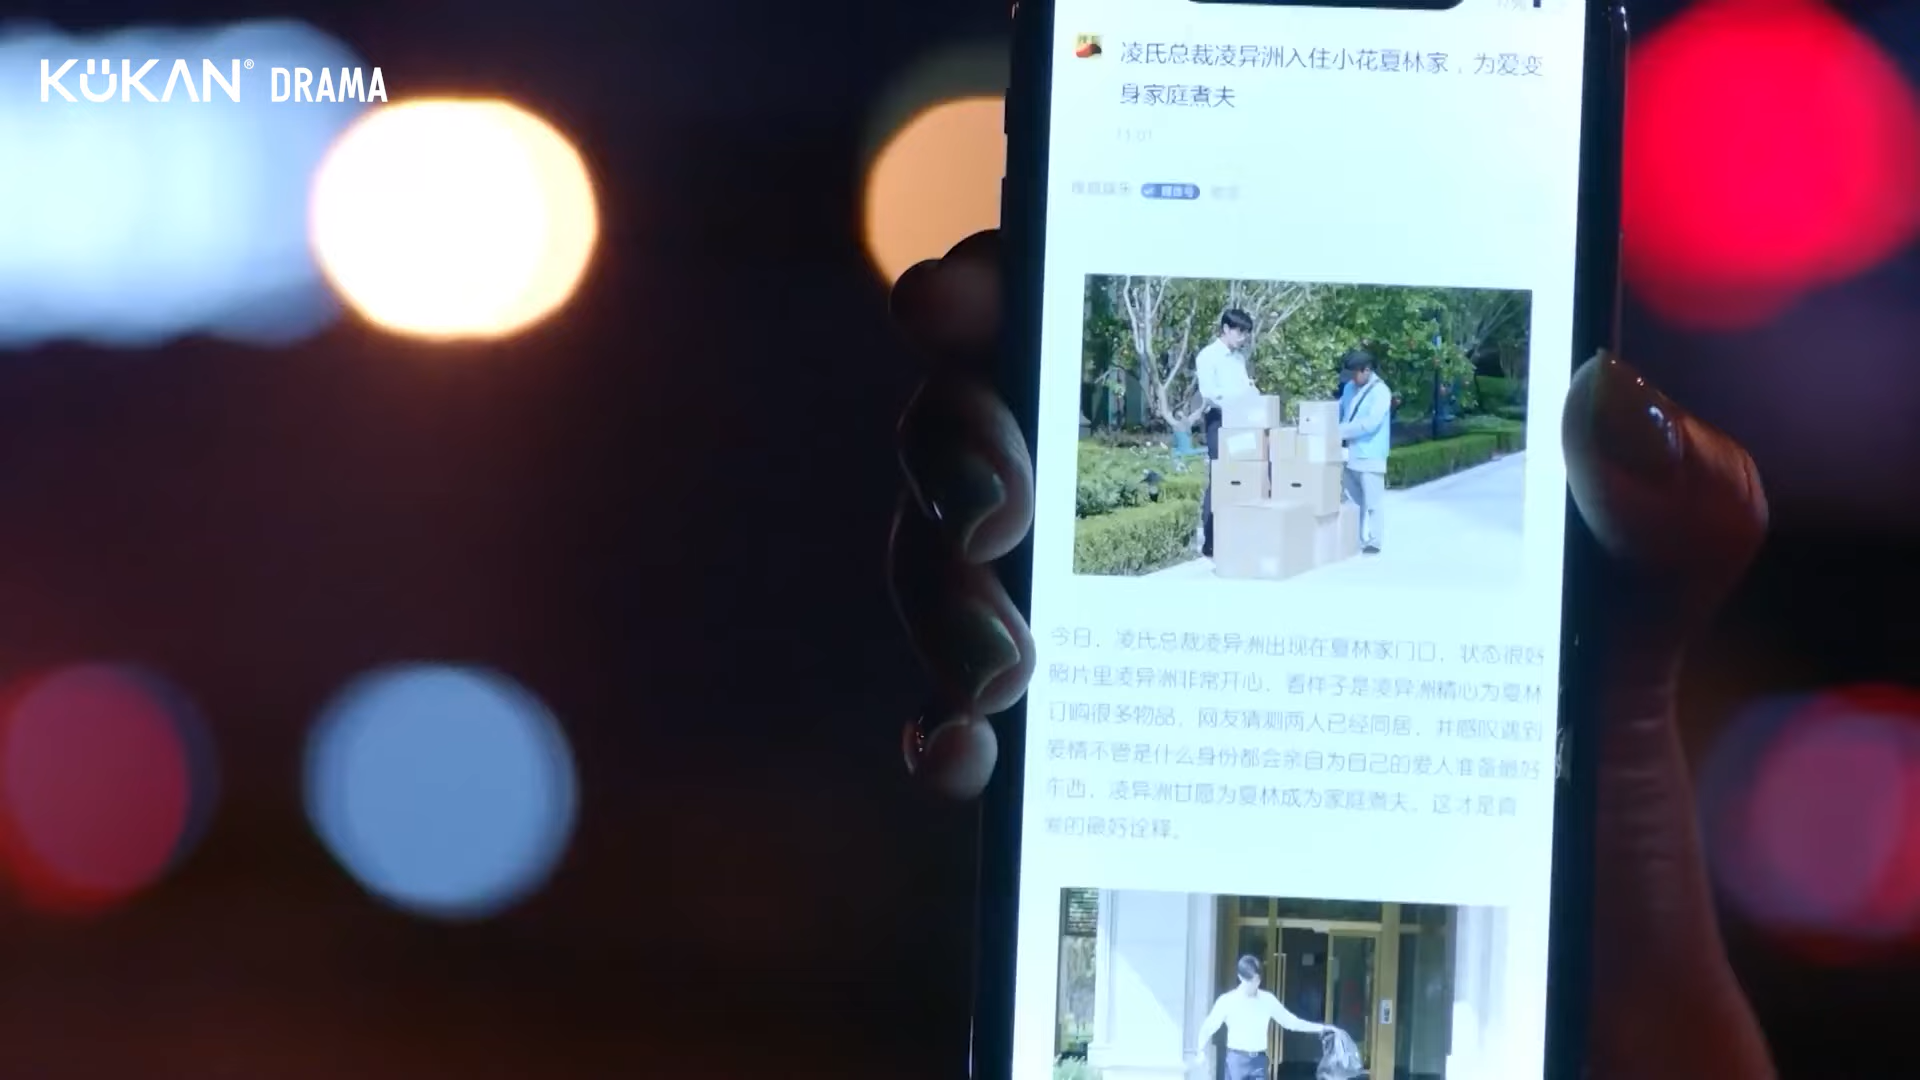 KÜKAN® DRAMA
凌氏总裁凌异洲入住小花夏林家，为爱变
身家庭煮夫
15:01
今日，凌氏总裁凌异洲出现在夏林家门口，状态很好
照片里凌异洲非常开心，看样子是凌异洲精心为夏林
订购很多物品，网友猜测两人已经同居，并感叹遇到
爱情不管是什么身份都会亲自为自己的爱人准备最好
东西，凌异洲甘愿为夏林成为家庭煮夫，这才是真
爱的最好诠释。